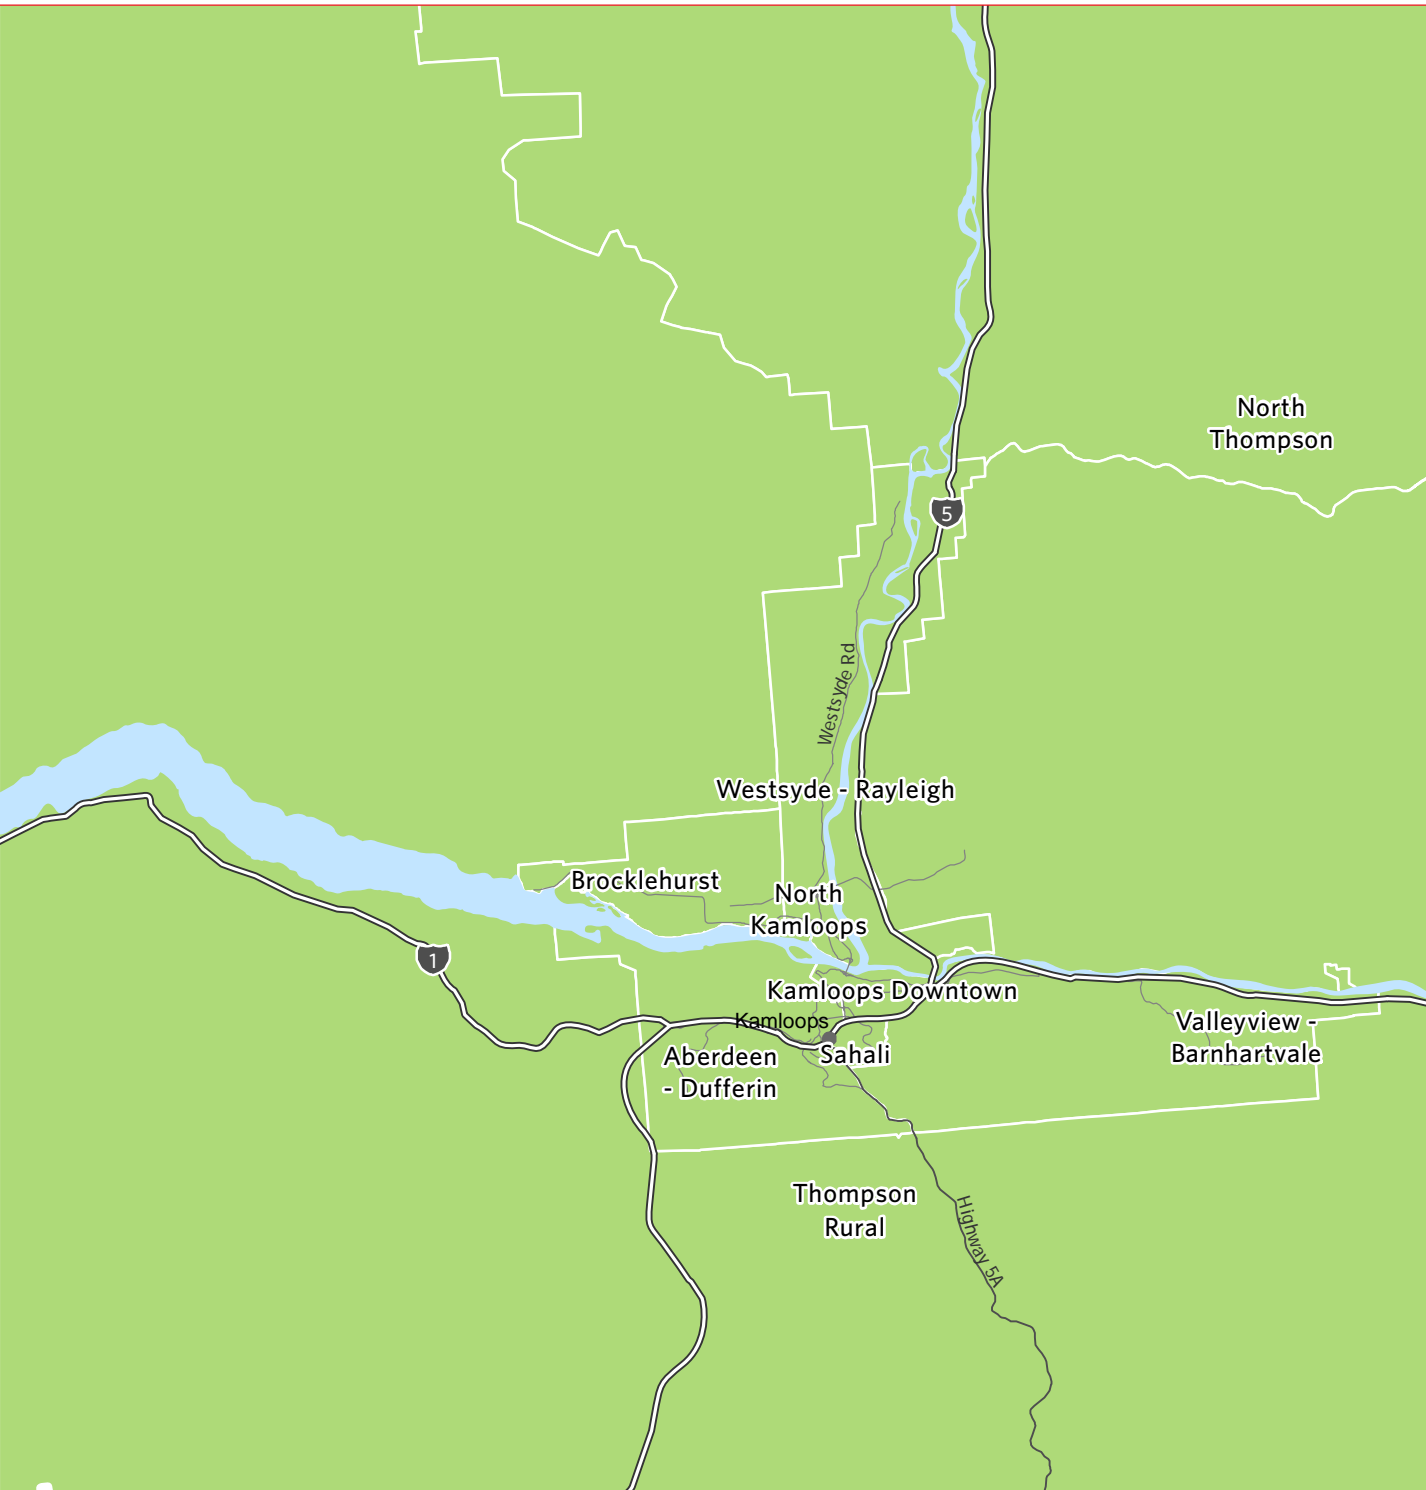 North
Thompson
5
Westsyde Rd
Westsyde - Rayleigh
Brocklehurst
North
Kamloops
1
Kamloops Downtown
Kamloops
Valleyview -
Barnhartvale
Sahali
Aberdeen
- Dufferin
Thompson
Rural
Highway 5A